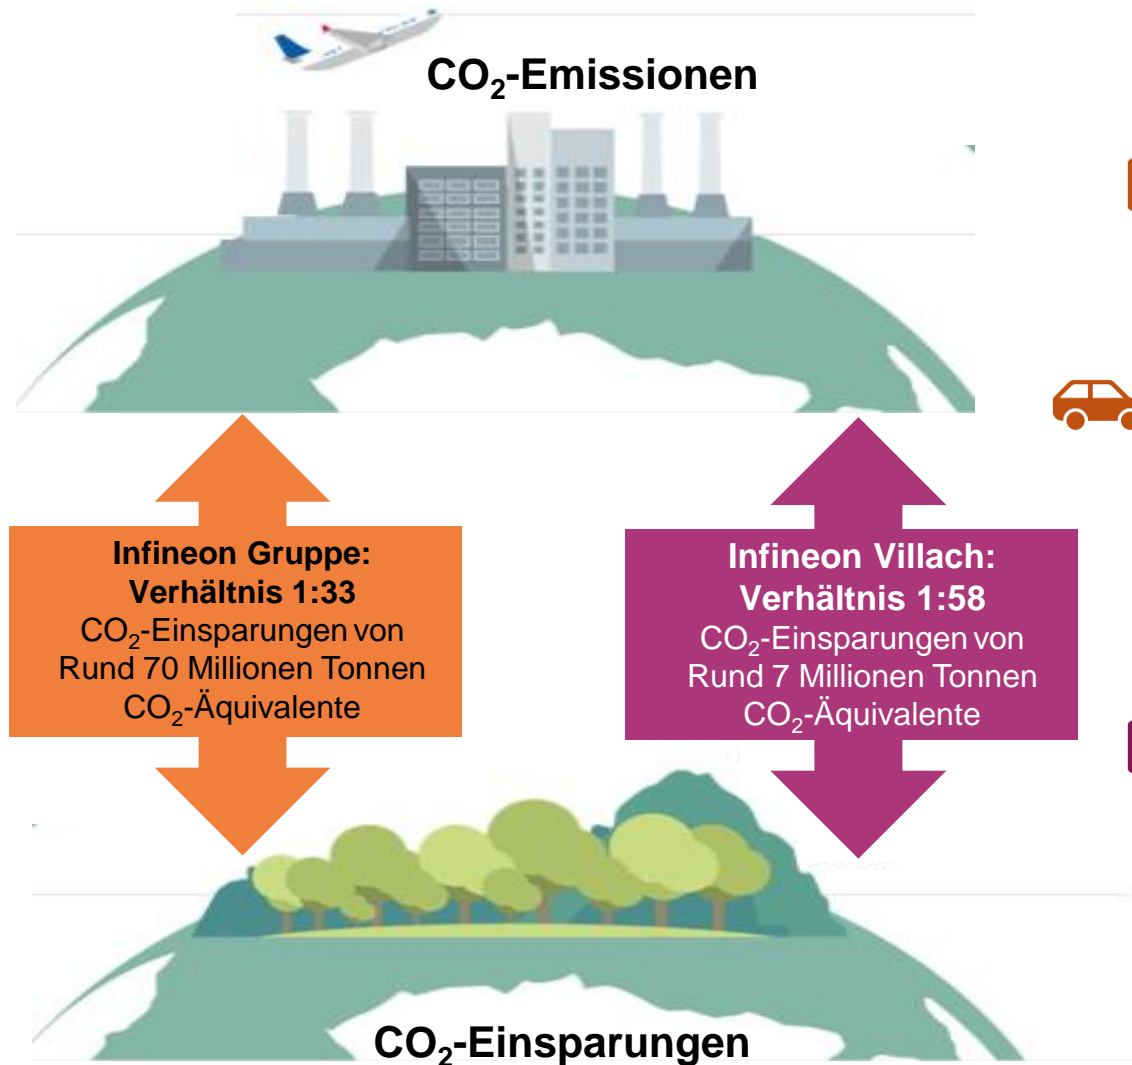 CO₂-Emissionen
Infineon Gruppe:
Verhältnis 1:33
CO₂-Einsparungen von
Rund 70 Millionen Tonnen
CO₂-Äquivalente
Infineon Villach:
Verhältnis 1:58
CO₂-Einsparungen von
Rund 7 Millionen Tonnen
CO₂-Äquivalente
CO₂-Einsparungen